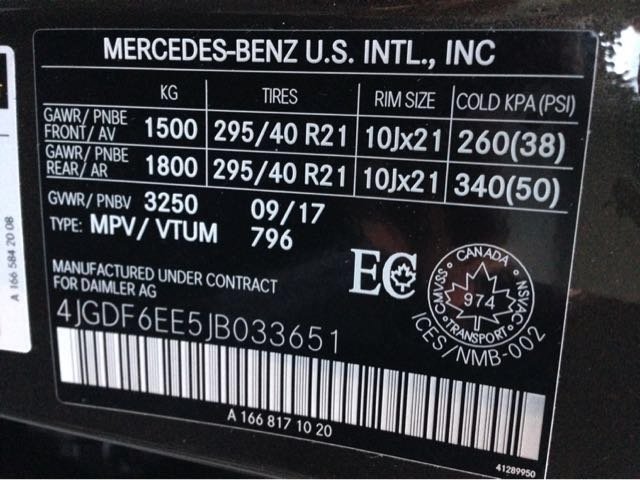 MERCEDES-BENZ U.S. INTL., INC
KG TIRES RIM SIZE COLD KPA (PSI)
GAWR/ PNBE FRONT/ AV 1500 295/40 R21 10Jx21 260(38)
GAWR/ PNBE REAR/ AR 1800 295/40 R21 10Jx21 340(50)
GVWR/ PNBV 3250 09/17
TYPE: MPV/ VTUM 796
MANUFACTURED UNDER CONTRACT
FOR DAIMLER AG
EC
CANADA
CMVSS NSVAC
974
TRANSPORT
ICES/NMB-002
4JGDF6EE5JB033651
A 166 817 10 20
41289950
A 166 584 20 08